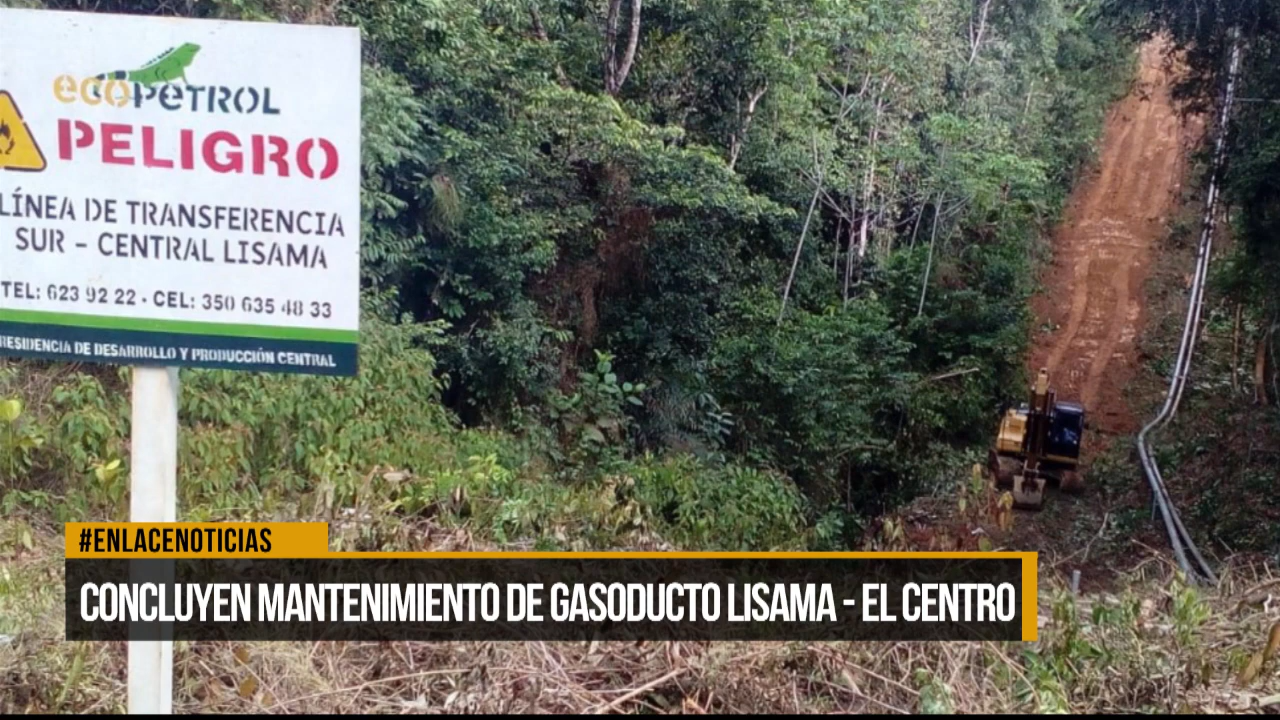 ecoPETROL
PELIGRO
LÍNEA DE TRANSFERENCIA
SUR – CENTRAL LISAMA
TEL: 623 92 22 - CEL: 350 635 48 33
RESIDENCIA DE DESARROLLO Y PRODUCCIÓN CENTRAL
#ENLACENOTICIAS
CONCLUYEN MANTENIMIENTO DE GASODUCTO LISAMA - EL CENTRO